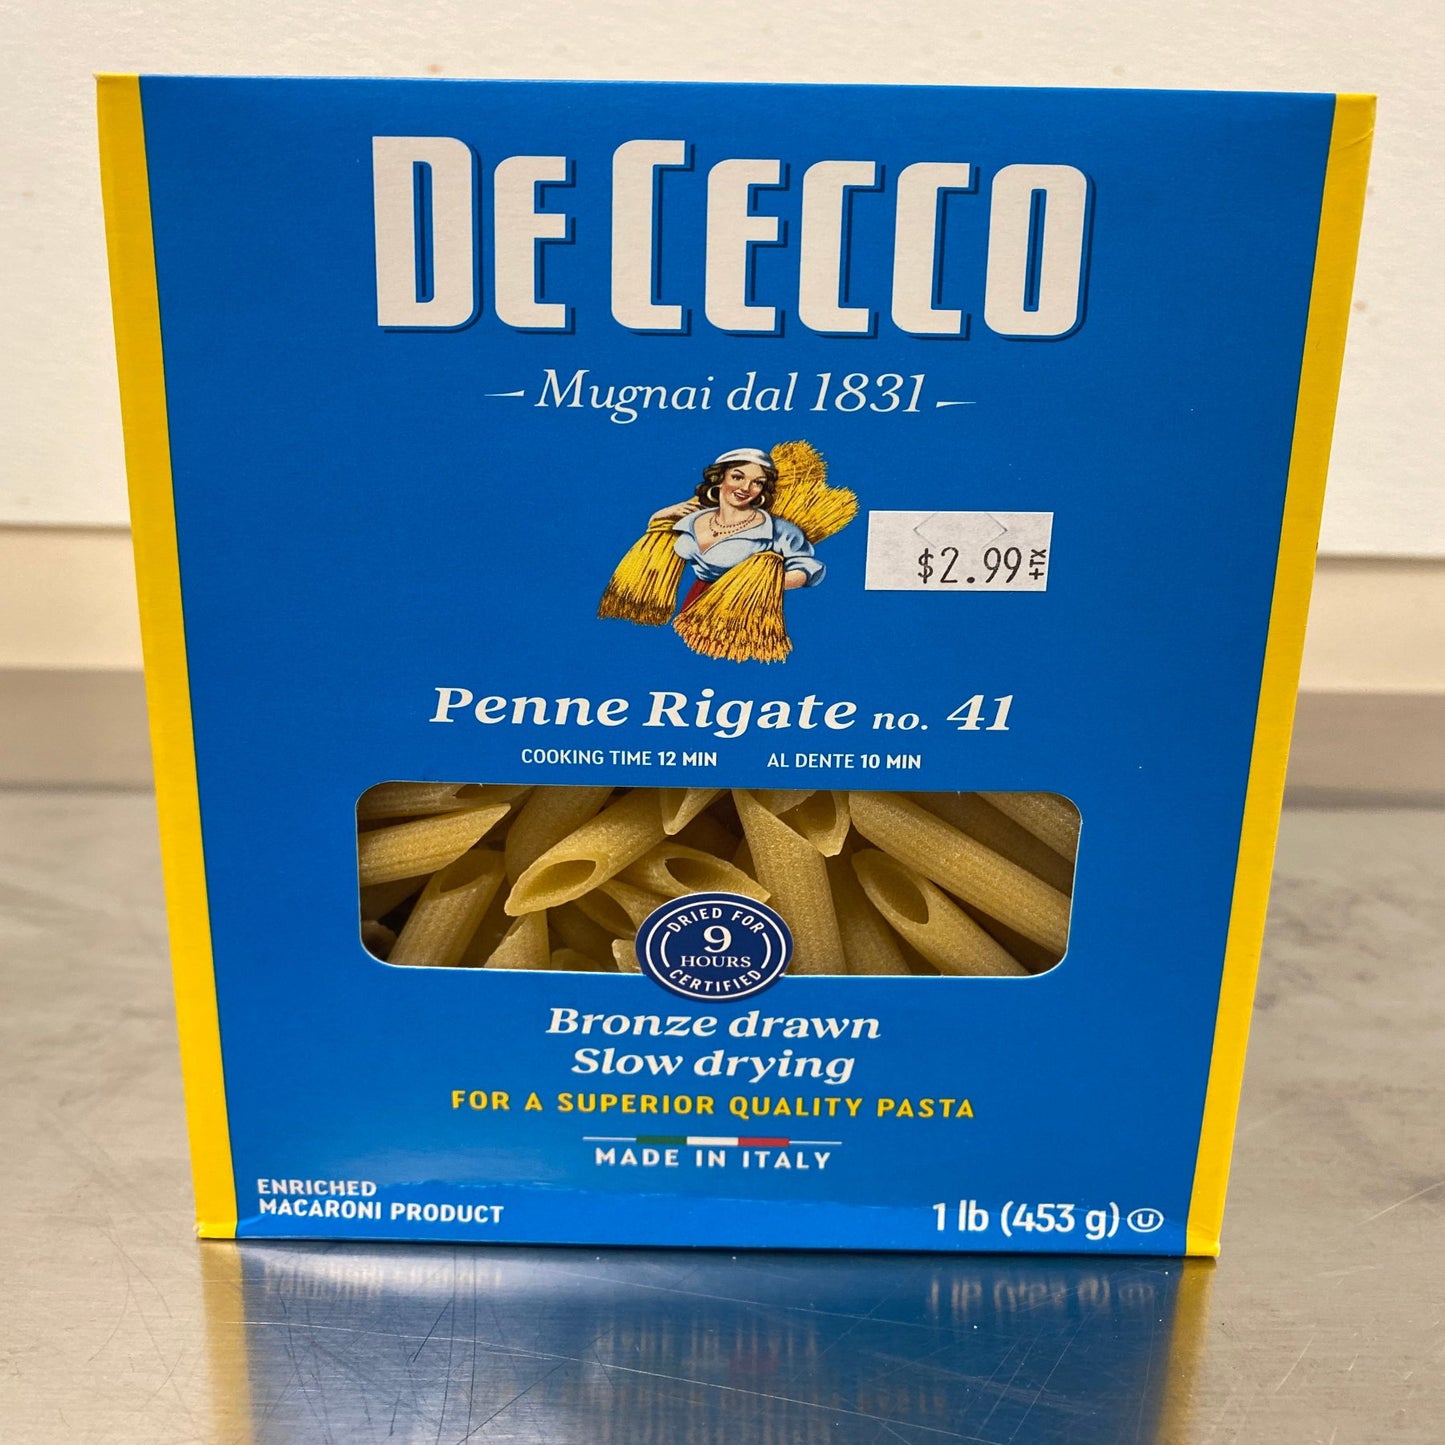 DE CECCO
Mugnai dal 1831
$2.99 +TX
Penne Rigate no. 41
COOKING TIME 12 MIN AL DENTE 10 MIN
DRIED FOR
9
HOURS
CERTIFIED
Bronze drawn
Slow drying
FOR A SUPERIOR QUALITY PASTA
MADE IN ITALY
ENRICHED
MACARONI PRODUCT
1 lb (453 g) U